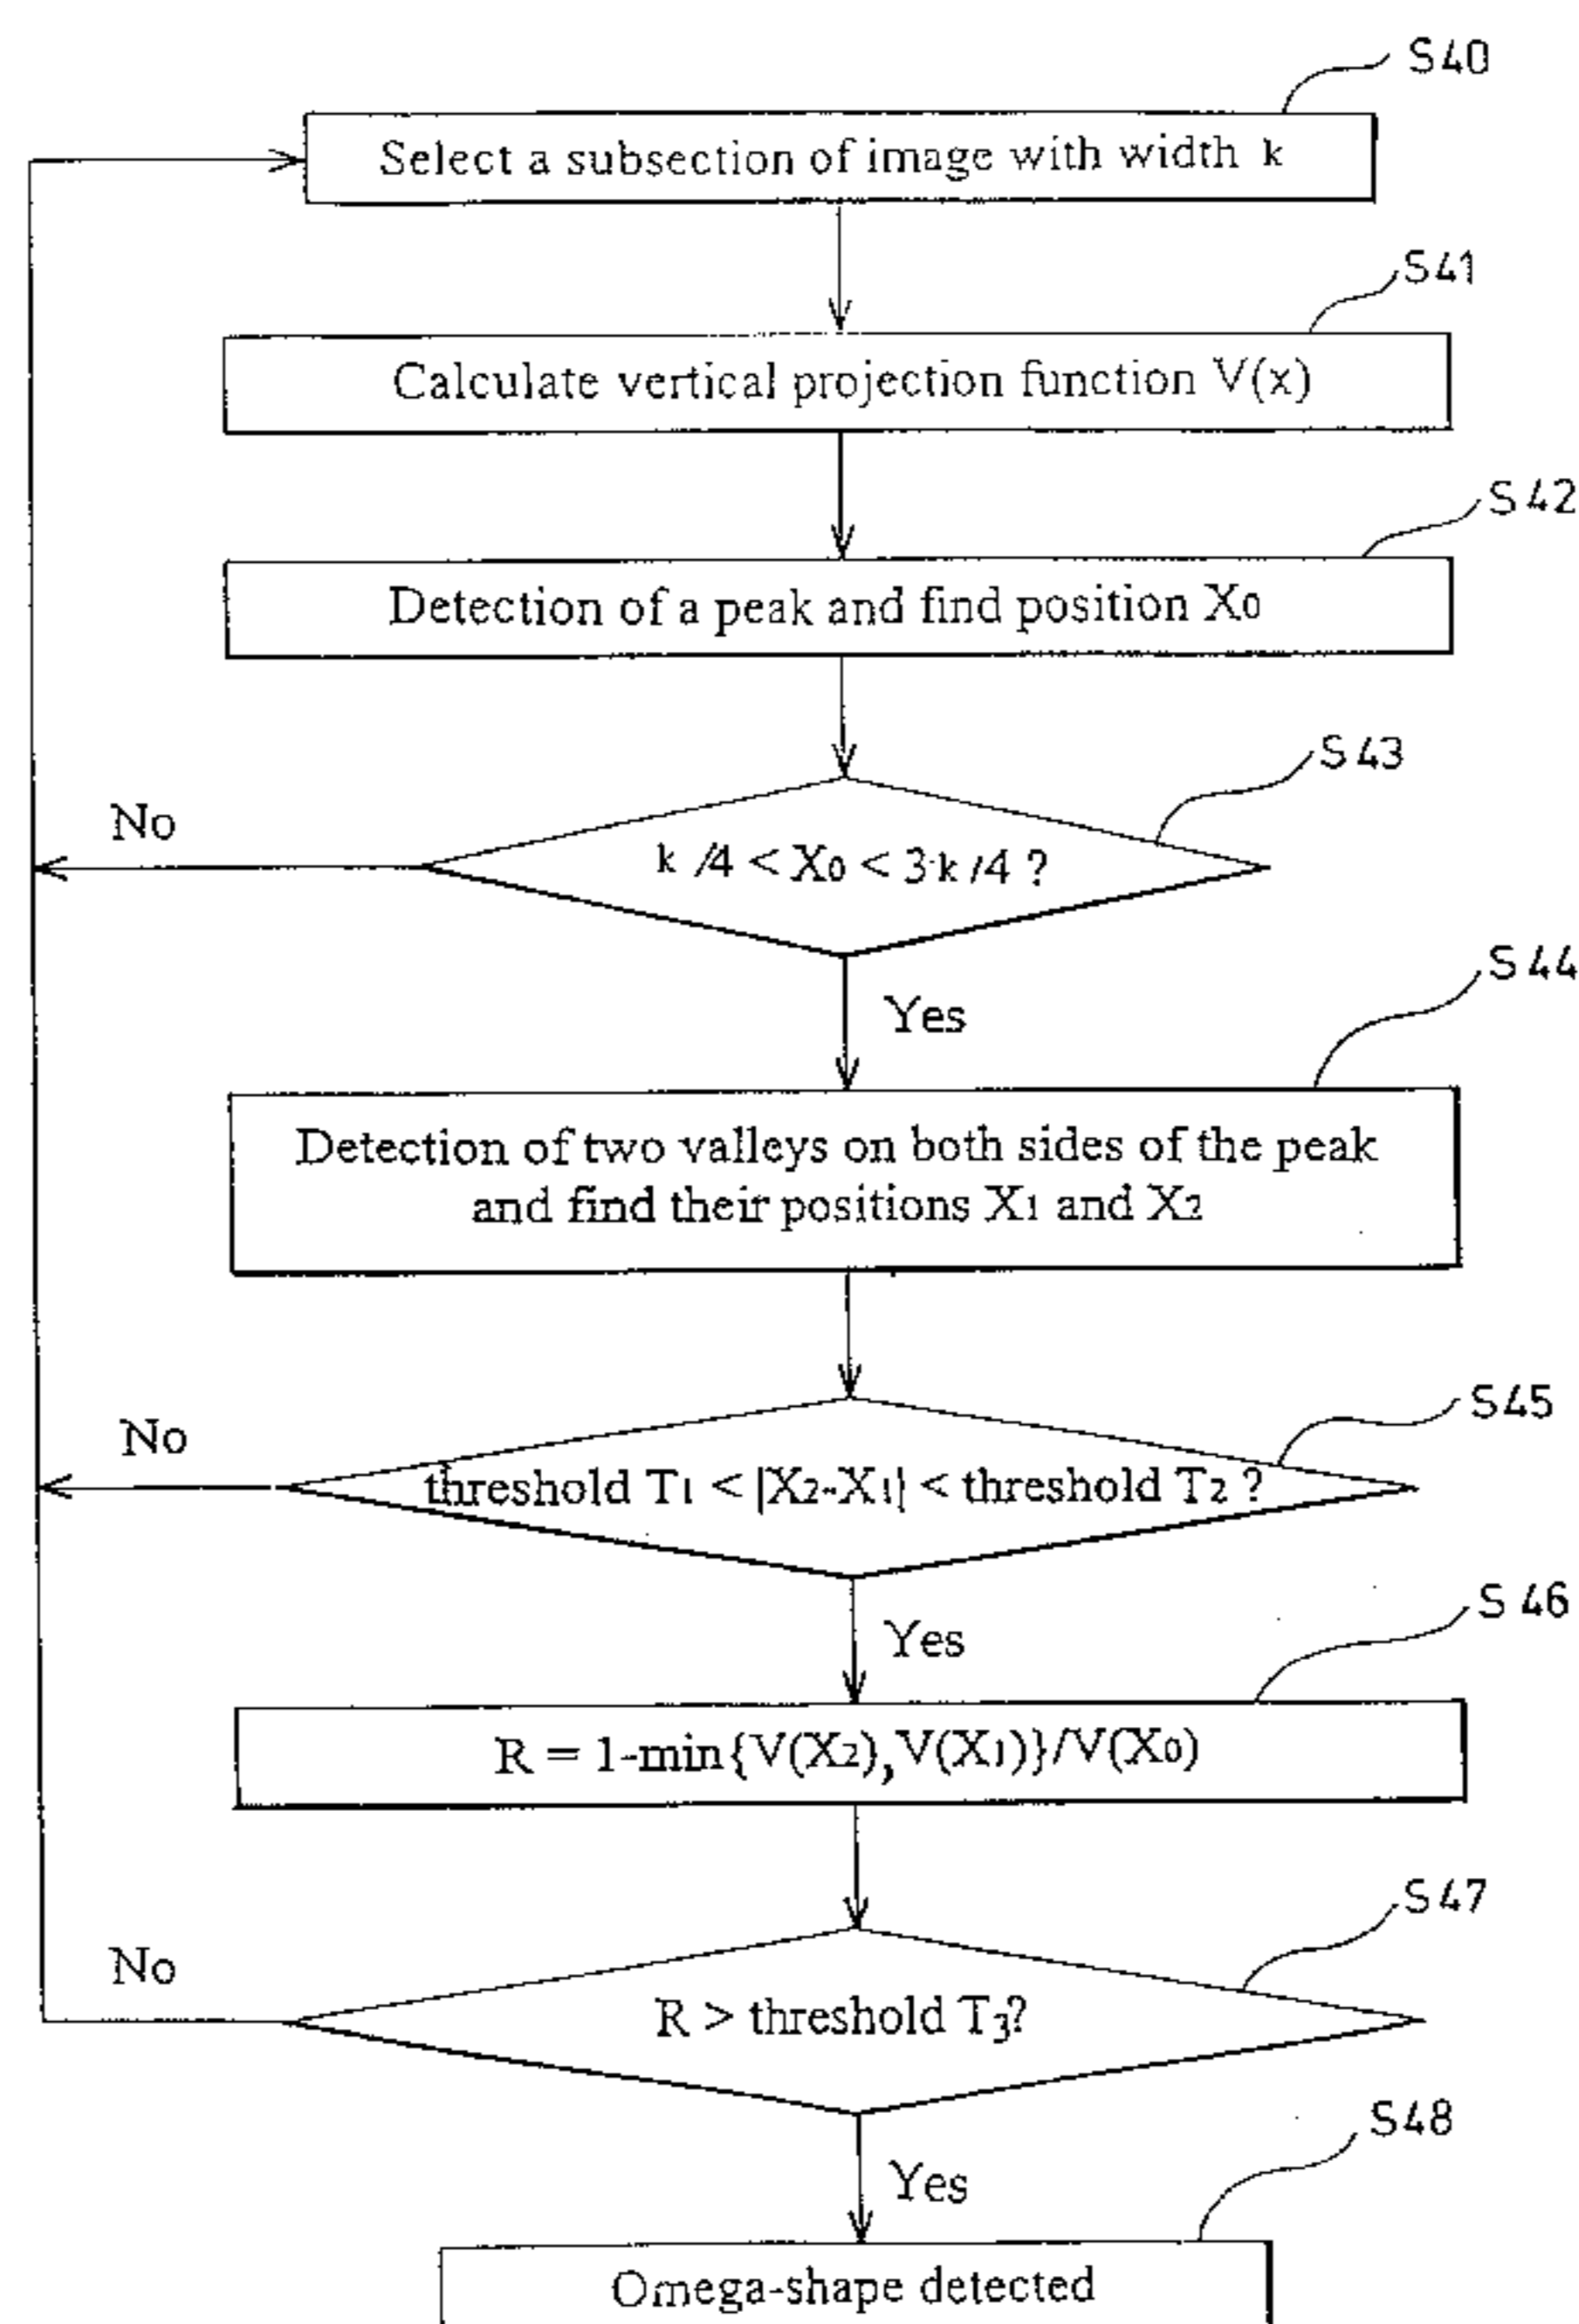 S40
Select a subsection of image with width k
S41
Calculate vertical projection function V(x)
S42
Detection of a peak and find position X0
S43
No
k/4 < X0 < 3·k/4 ?
S44
Yes
Detection of two valleys on both sides of the peak
and find their positions X1 and X2
S45
No
threshold T1 < |X2-X1| < threshold T2 ?
S46
Yes
R = 1-min{V(X2),V(X1)}/V(X0)
S47
No
R > threshold T3?
S48
Yes
Omega-shape detected